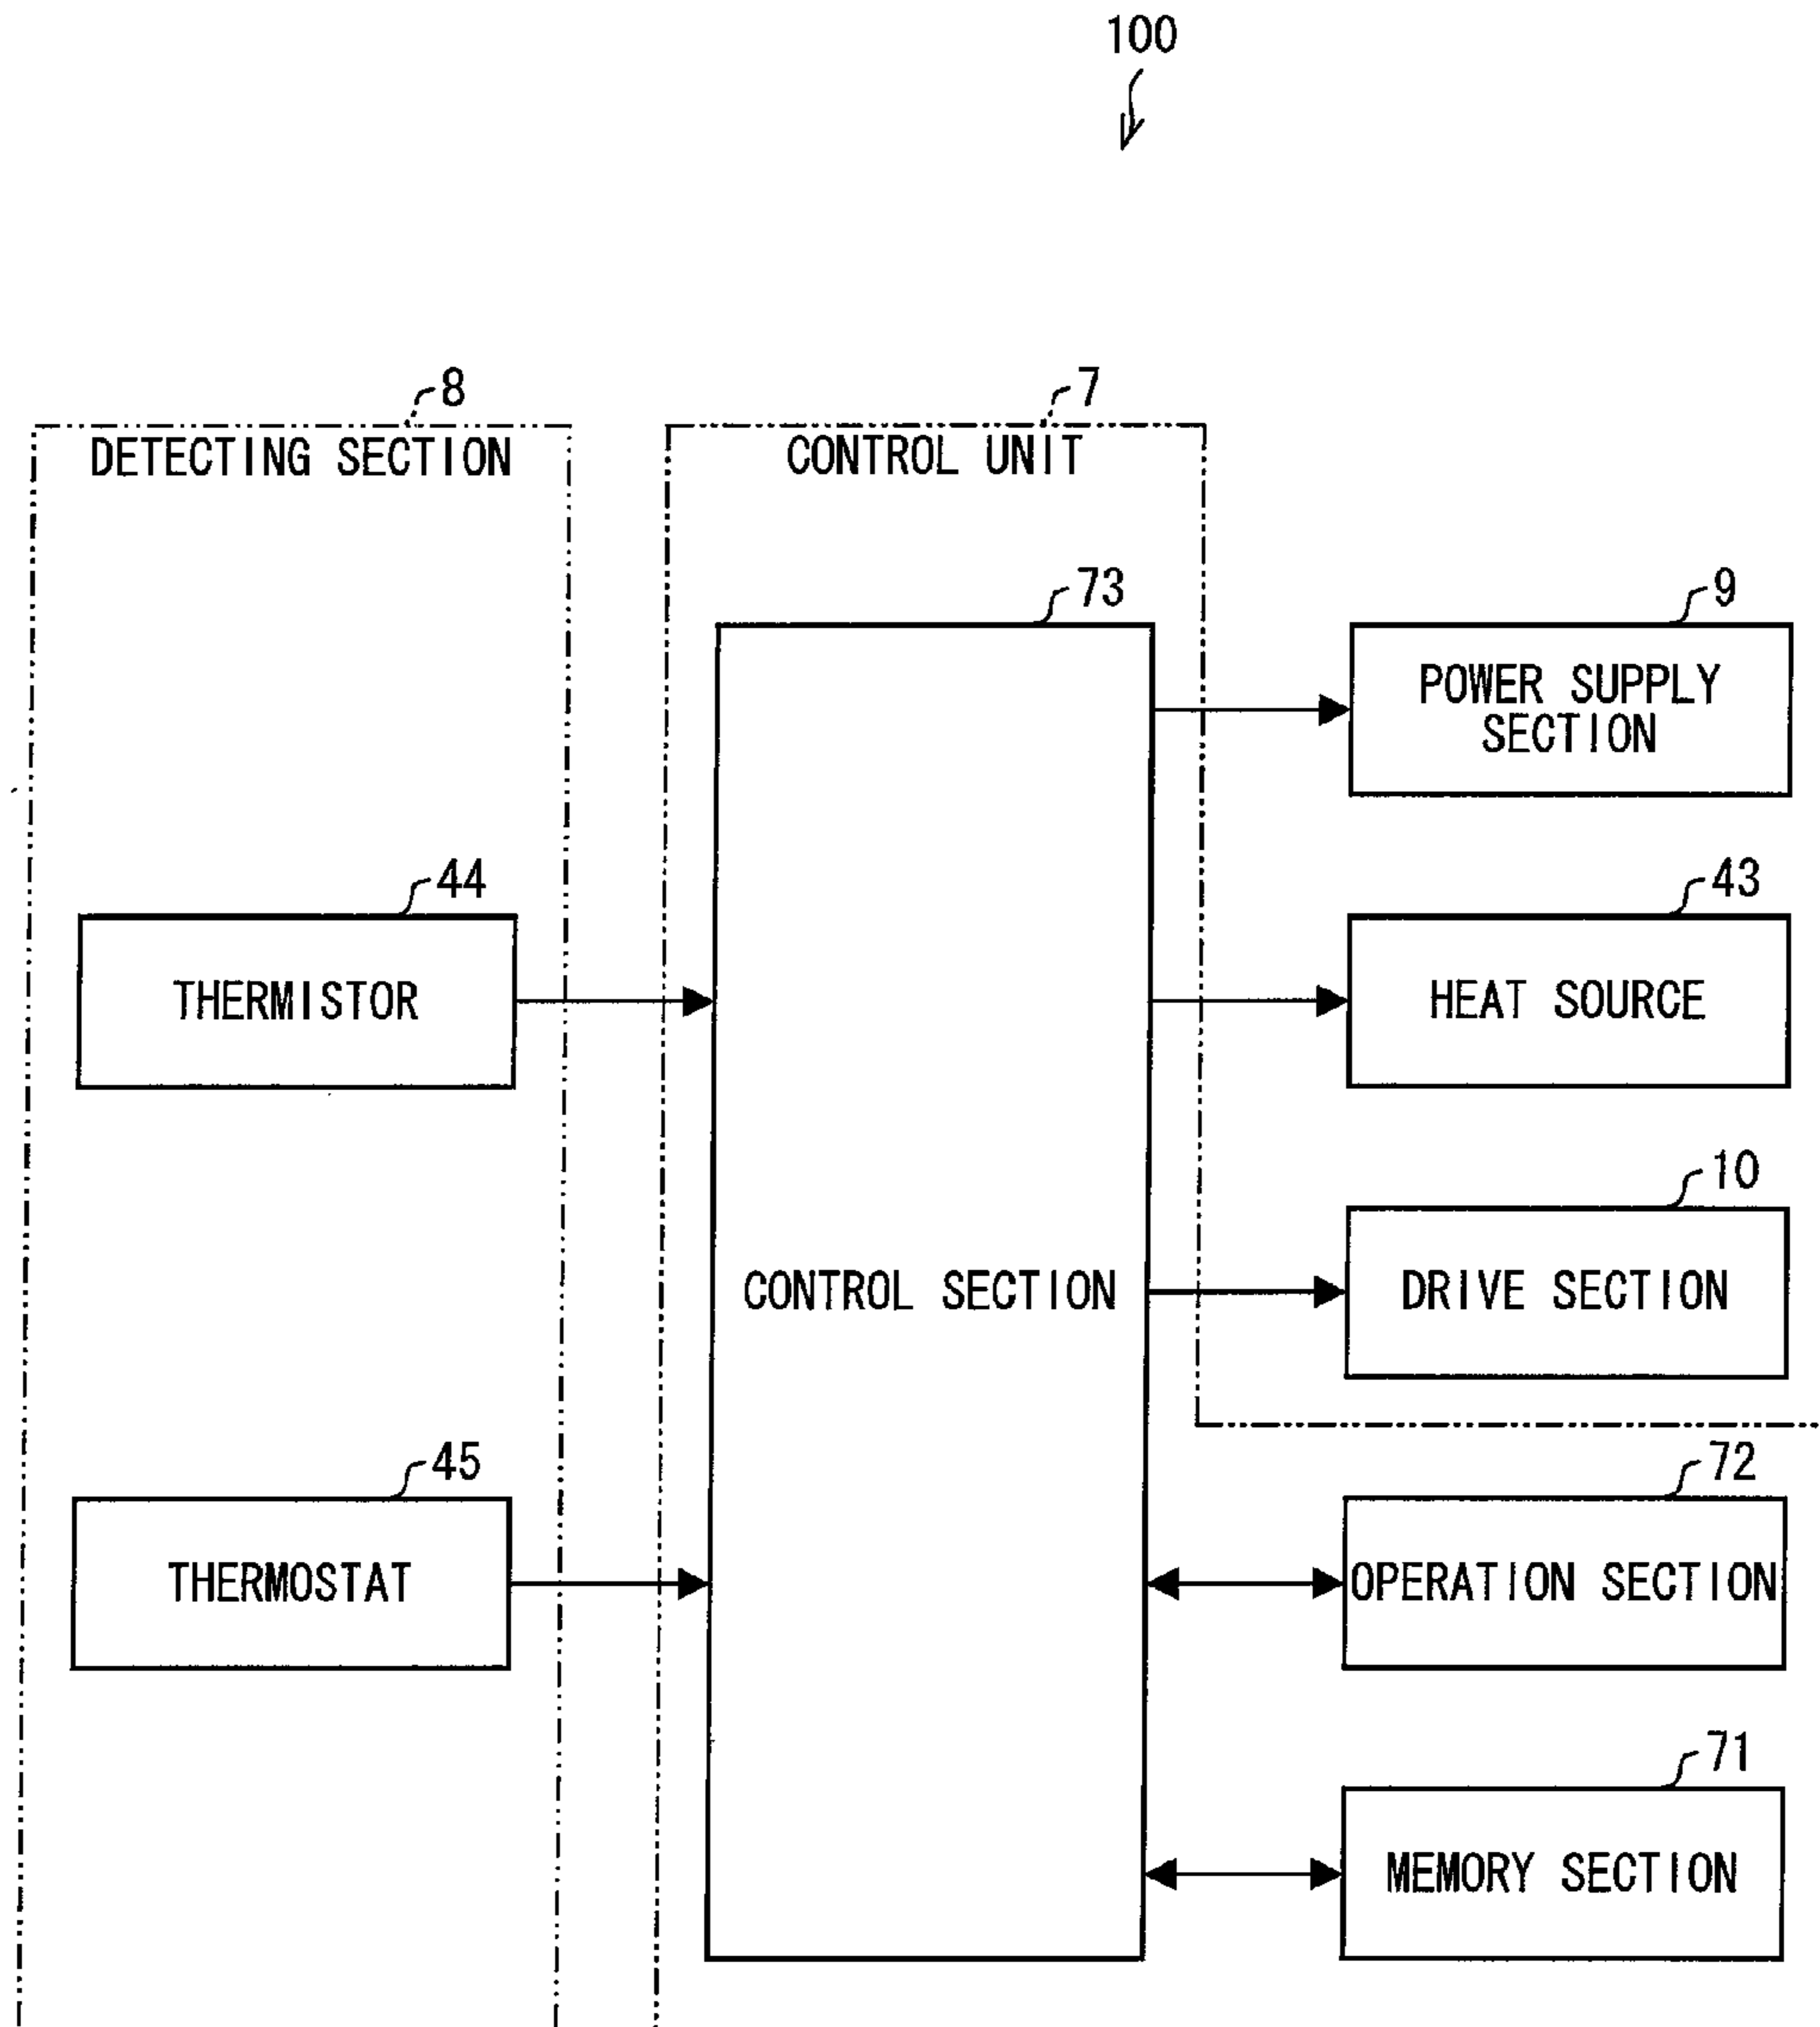 100
8
7
DETECTING SECTION
CONTROL UNIT
73
9
POWER SUPPLY
SECTION
44
43
THERMISTOR
HEAT SOURCE
10
CONTROL SECTION
DRIVE SECTION
45
72
THERMOSTAT
OPERATION SECTION
71
MEMORY SECTION